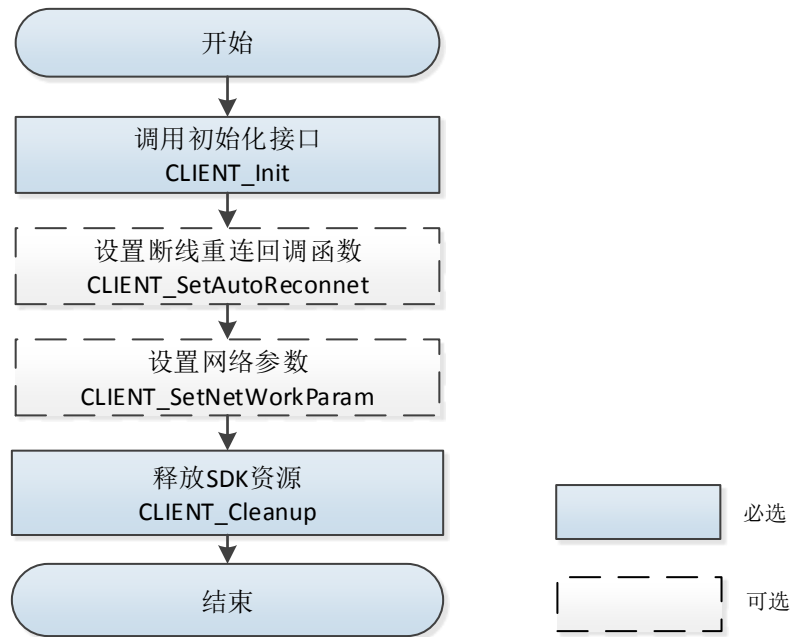 开始
调用初始化接口
CLIENT_Init
设置断线重连回调函数
CLIENT_SetAutoReconnet
设置网络参数
CLIENT_SetNetWorkParam
释放SDK资源
CLIENT_Cleanup
必选
结束
可选